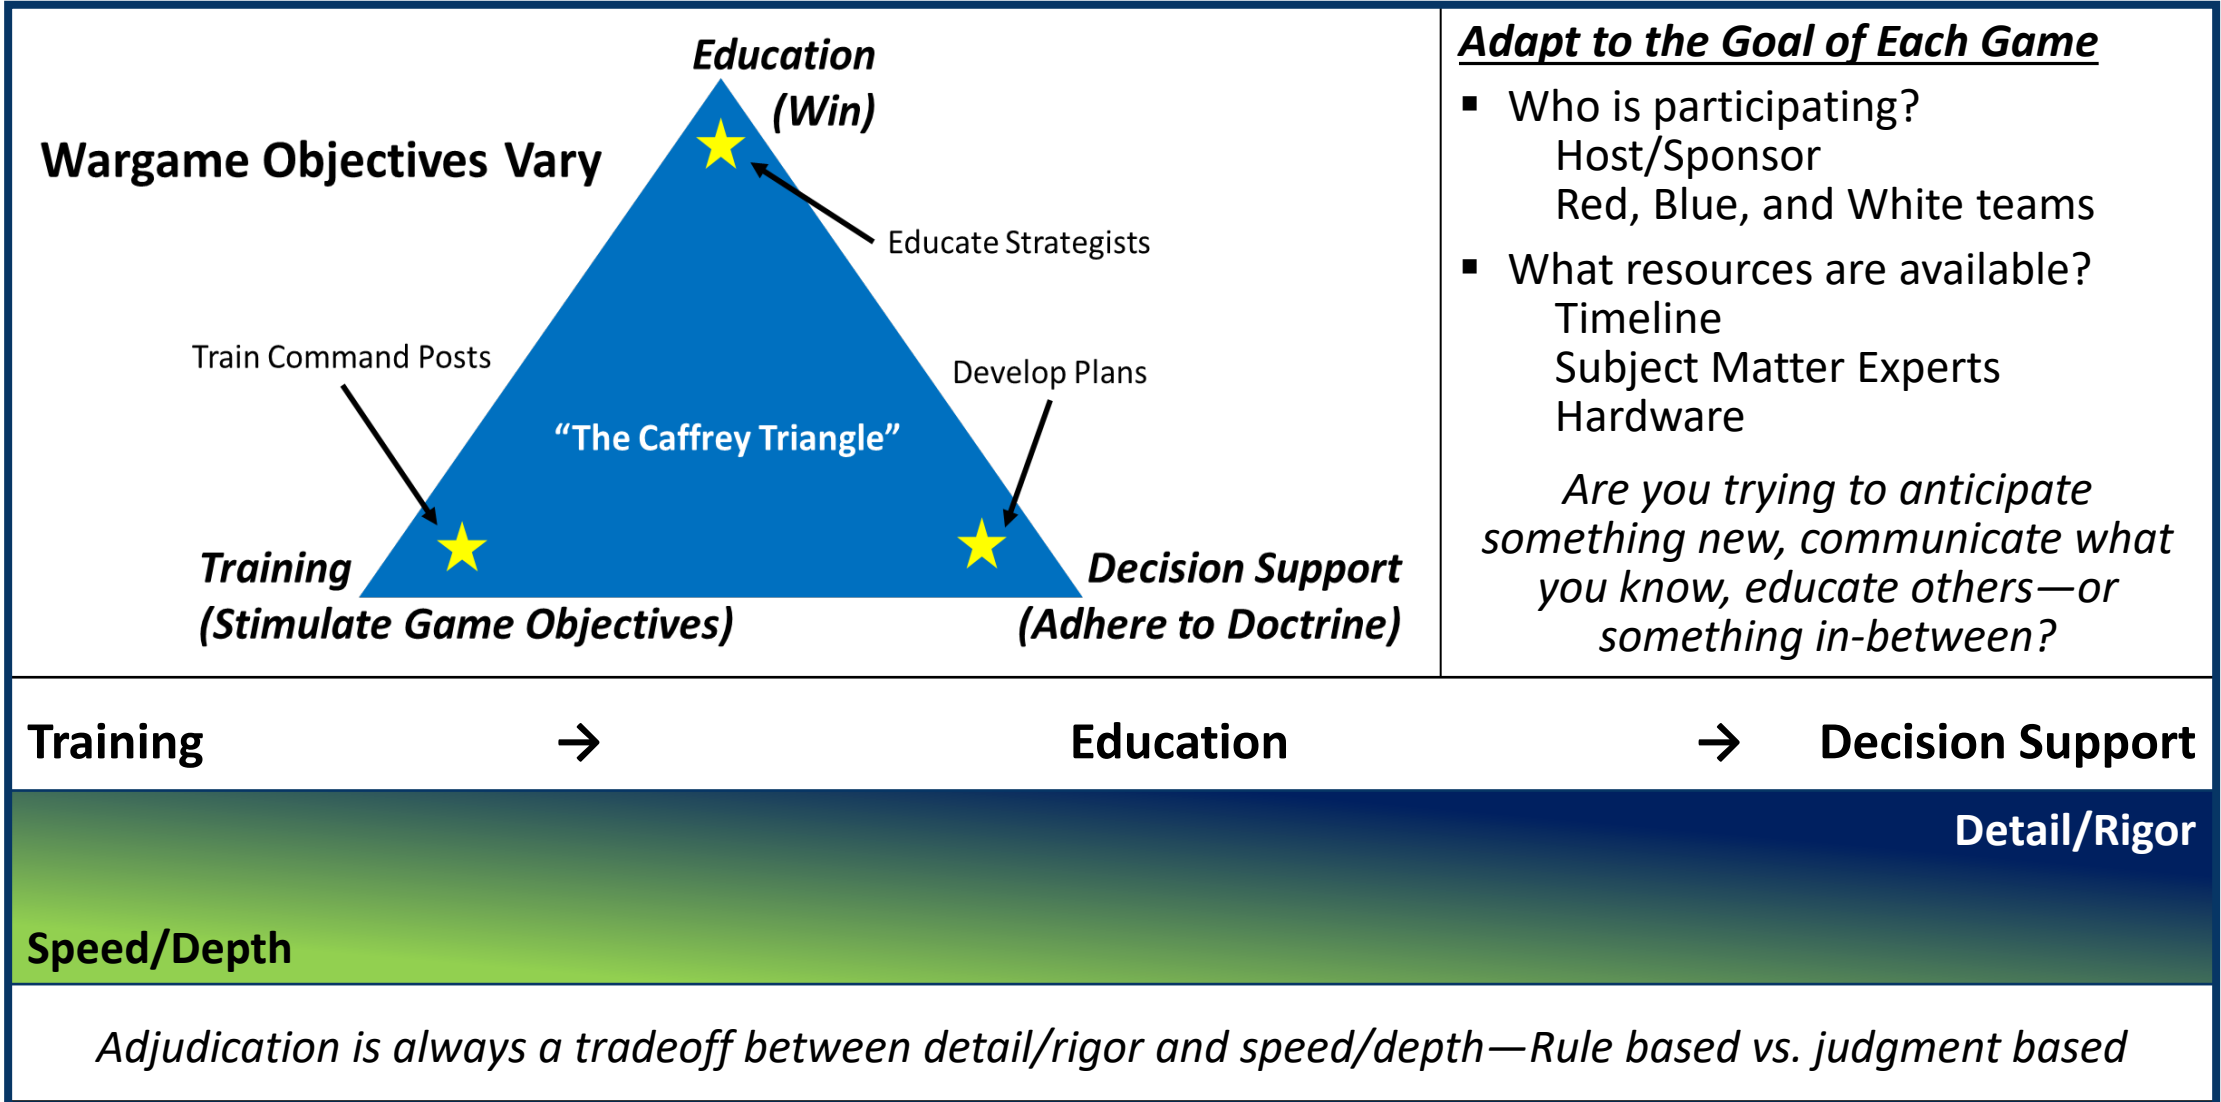 Education
(Win)
Wargame Objectives Vary
Educate Strategists
Train Command Posts
Develop Plans
“The Caffrey Triangle”
Training
(Stimulate Game Objectives)
Decision Support
(Adhere to Doctrine)
Adapt to the Goal of Each Game
▪ Who is participating?
Host/Sponsor
Red, Blue, and White teams
▪ What resources are available?
Timeline
Subject Matter Experts
Hardware
Are you trying to anticipate
something new, communicate what
you know, educate others—or
something in-between?
Training → Education → Decision Support
Detail/Rigor
Speed/Depth
Adjudication is always a tradeoff between detail/rigor and speed/depth—Rule based vs. judgment based